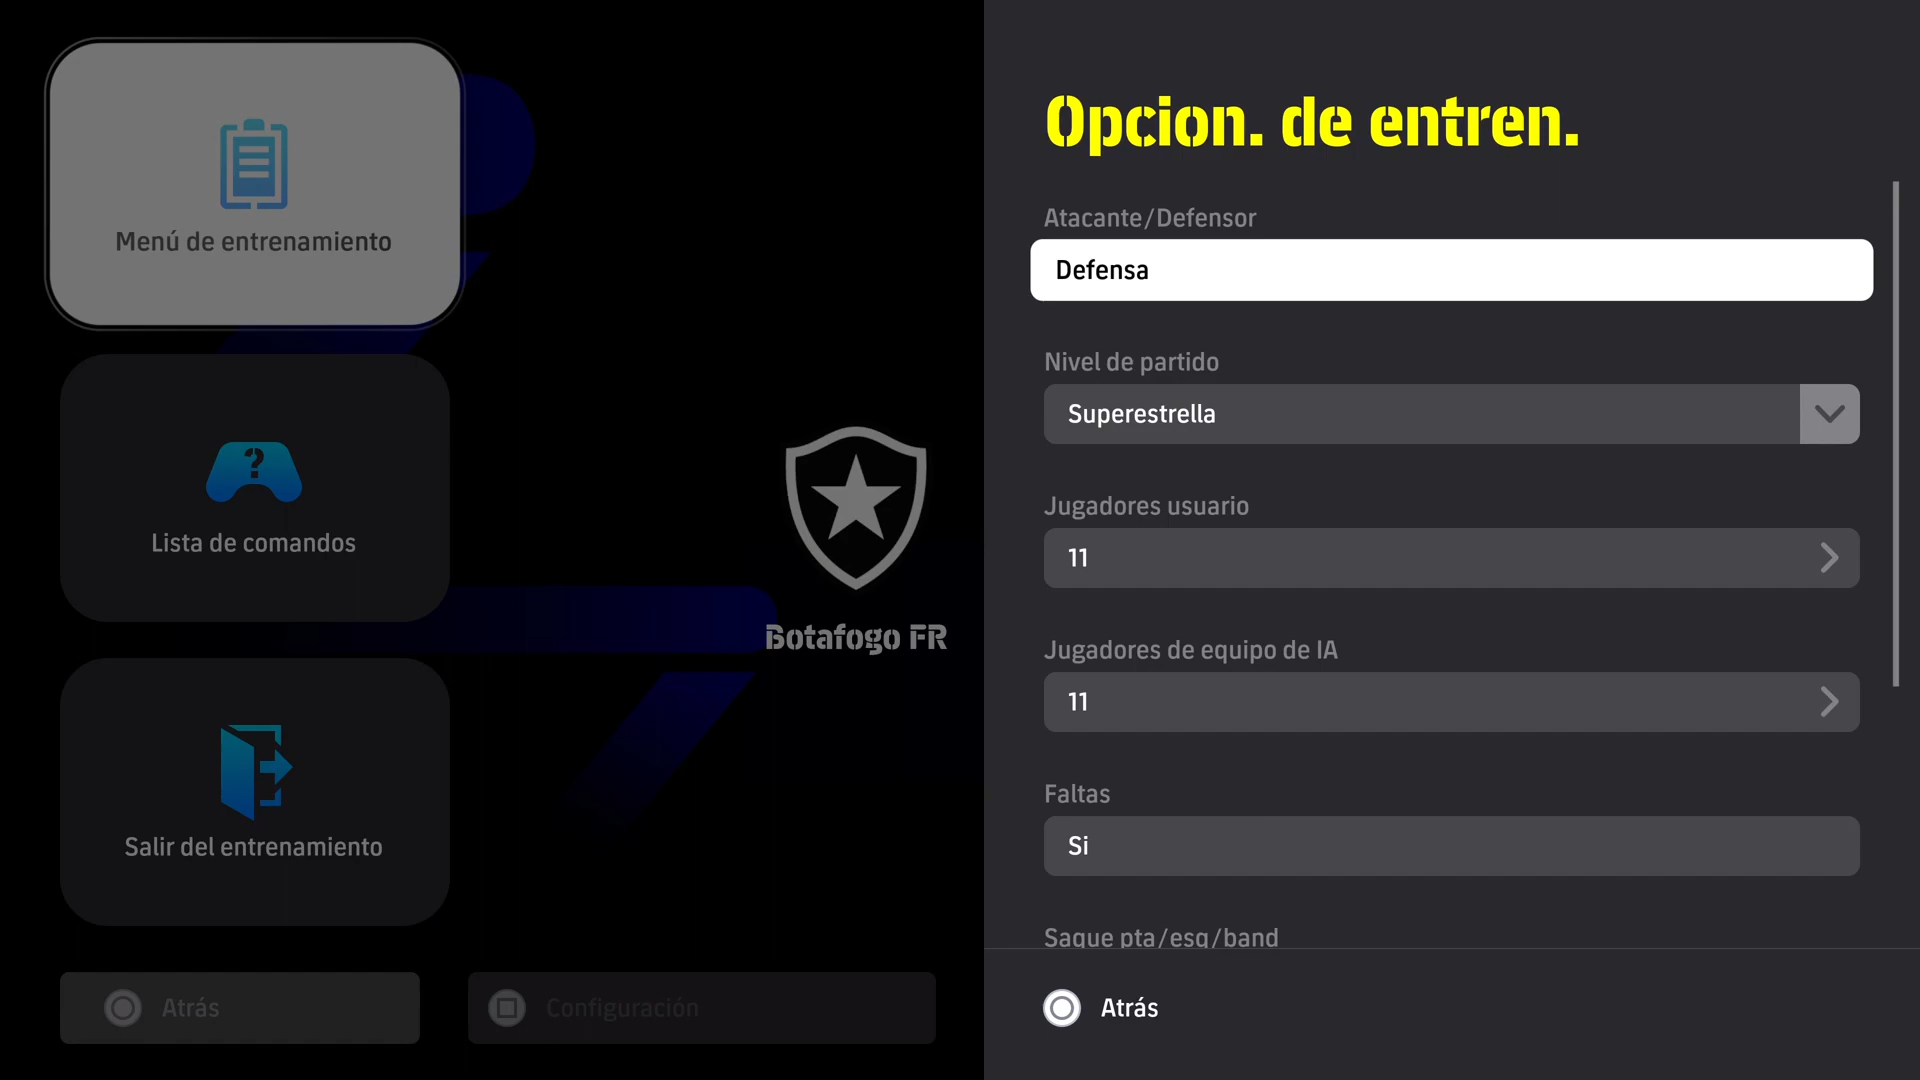 Menú de entrenamiento
Lista de comandos
Salir del entrenamiento
Atrás
Configuración
Botafogo FR
Opcion. de entren.
Atacante/Defensor
Defensa
Nivel de partido
Superestrella
Jugadores usuario
11
Jugadores de equipo de IA
11
Faltas
Si
Saque pta/esq/band
Atrás